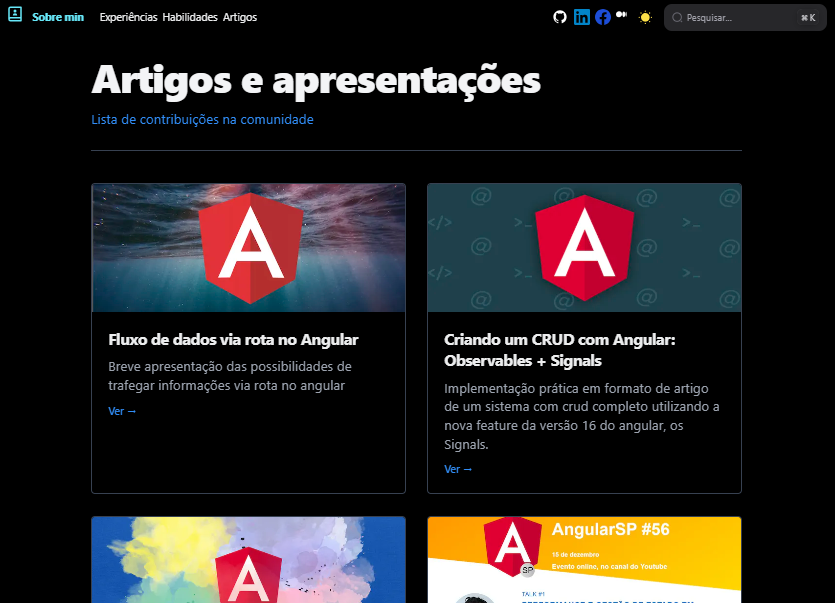 Sobre min Experiências Habilidades Artigos Pesquisar... ⌘ K
Artigos e apresentações
Lista de contribuições na comunidade
Fluxo de dados via rota no Angular
Breve apresentação das possibilidades de
trafegar informações via rota no angular
Ver →
Criando um CRUD com Angular:
Observables + Signals
Implementação prática em formato de artigo
de um sistema com crud completo utilizando a
nova feature da versão 16 do angular, os
Signals.
Ver →
AngularSP #56
15 de dezembro
Evento online, no canal do Youtube
SP
TALK #1